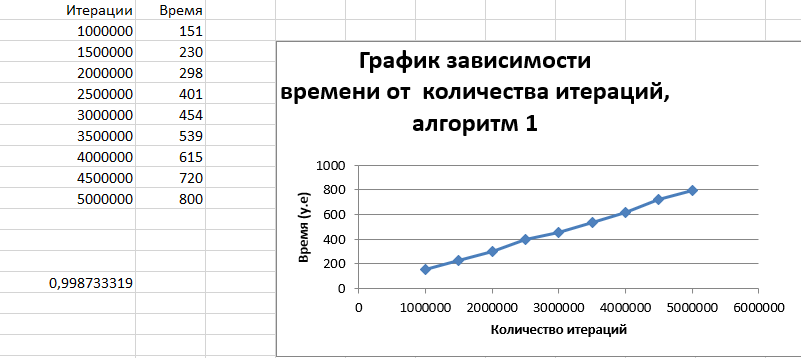 Итерации Время
1000000 151
1500000 230
2000000 298
2500000 401
3000000 454
3500000 539
4000000 615
4500000 720
5000000 800
0,998733319
График зависимости
времени от количества итераций,
алгоритм 1
Время (у.е)
1000
800
600
400
200
0
0 1000000 2000000 3000000 4000000 5000000 6000000
Количество итераций